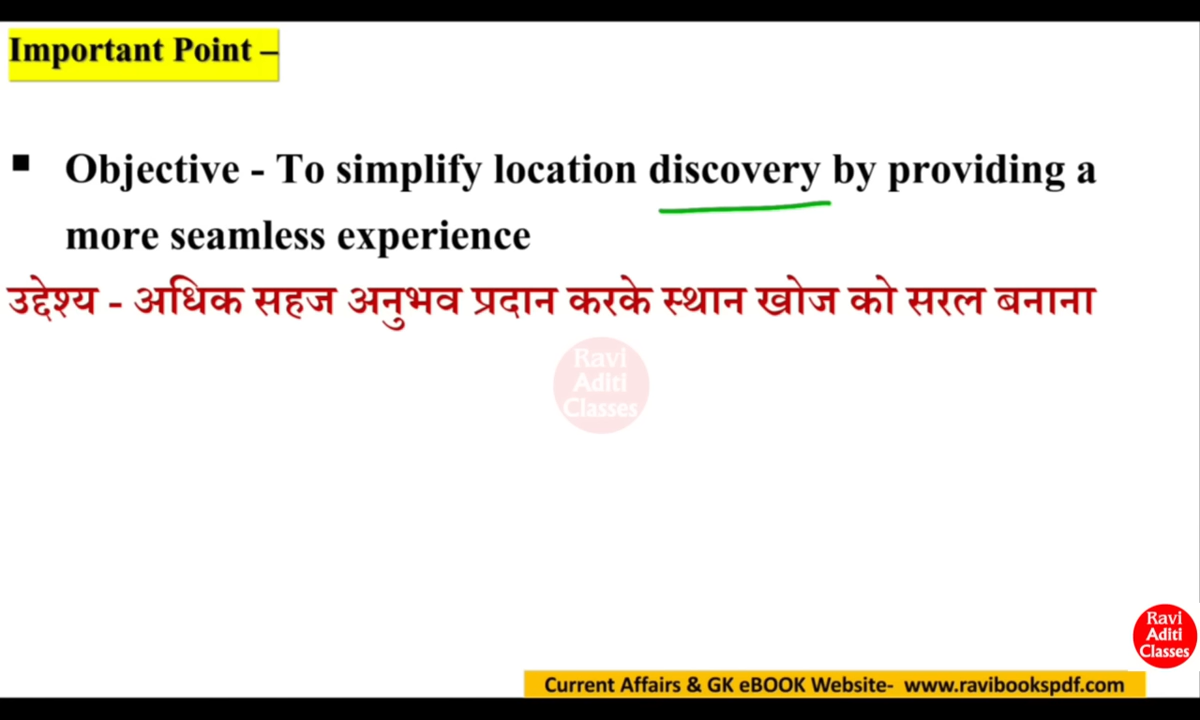 Important Point –
▪ Objective - To simplify location discovery by providing a
more seamless experience
उद्देश्य - अधिक सहज अनुभव प्रदान करके स्थान खोज को सरल बनाना
Ravi
Aditi
Classes
Ravi
Aditi
Classes
Current Affairs & GK eBOOK Website- www.ravibookspdf.com